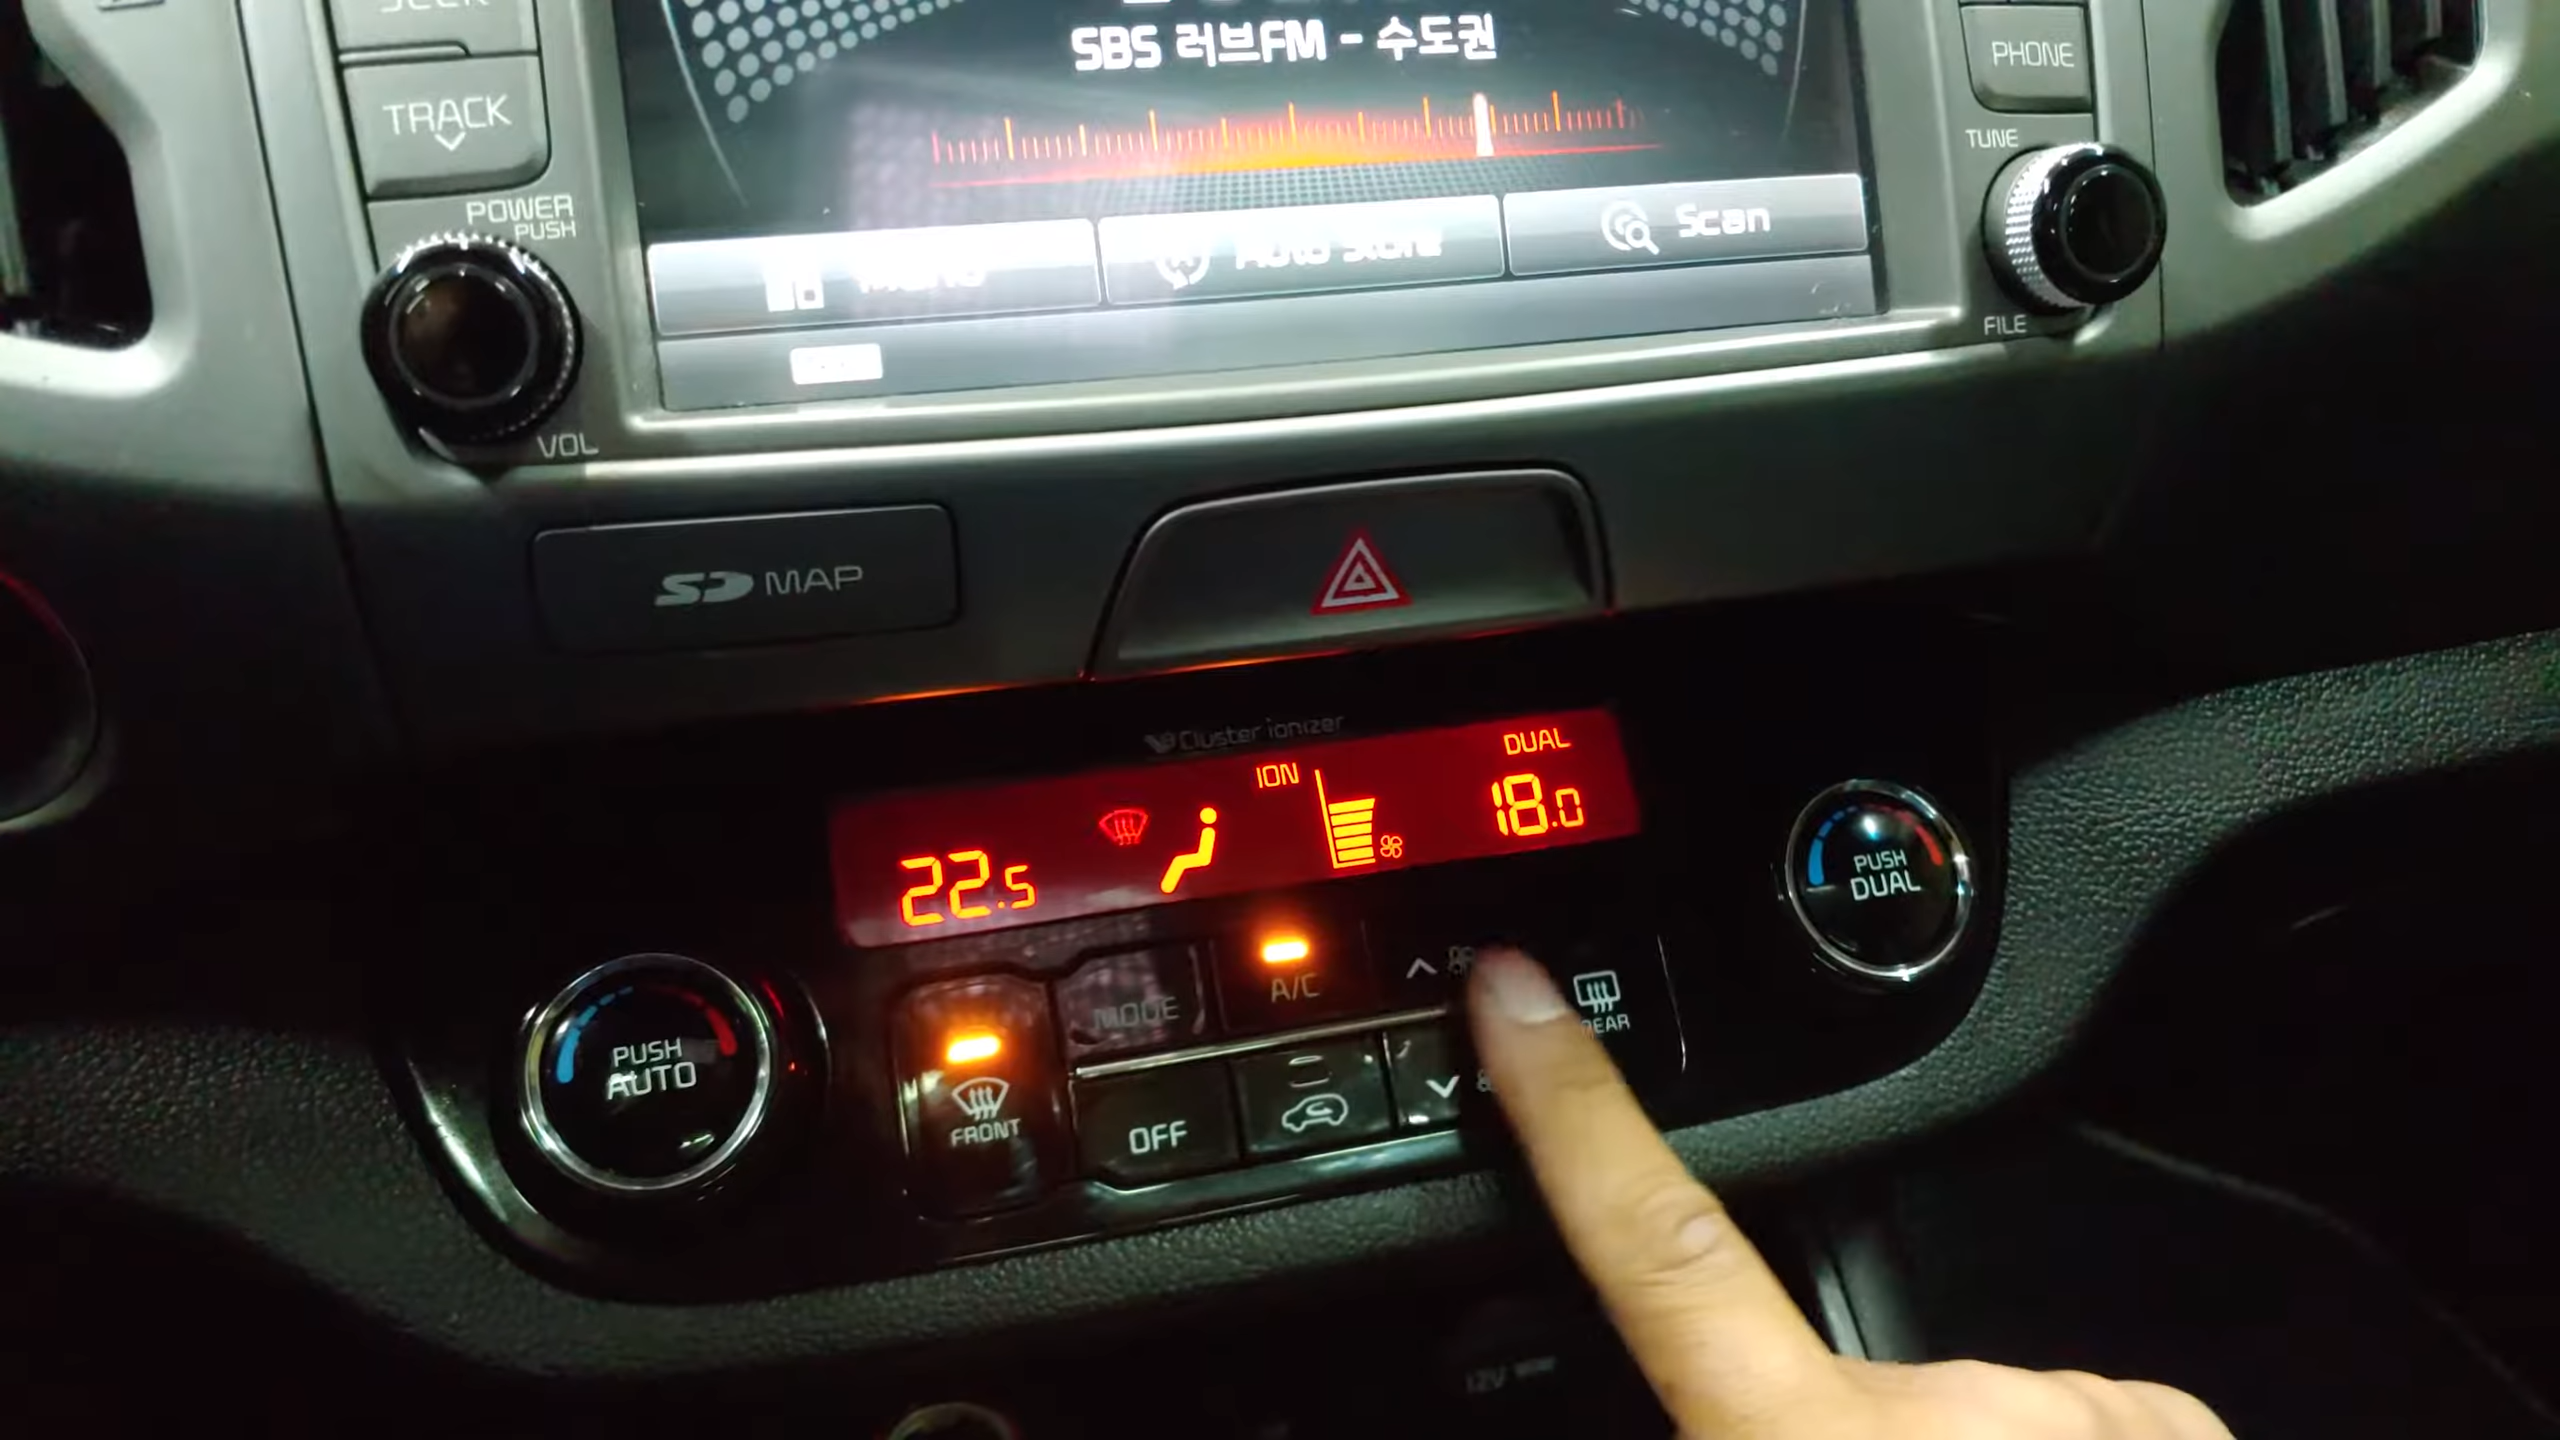 SBS 러브FM - 수도권
TRACK
PHONE
TUNE
POWER
PUSH
Auto Store
Scan
FILE
VOL
SD MAP
Cluster ionizer
ION
DUAL
22.5
18.0
PUSH
DUAL
A/C
MODE
REAR
PUSH
AUTO
FRONT
OFF
12V